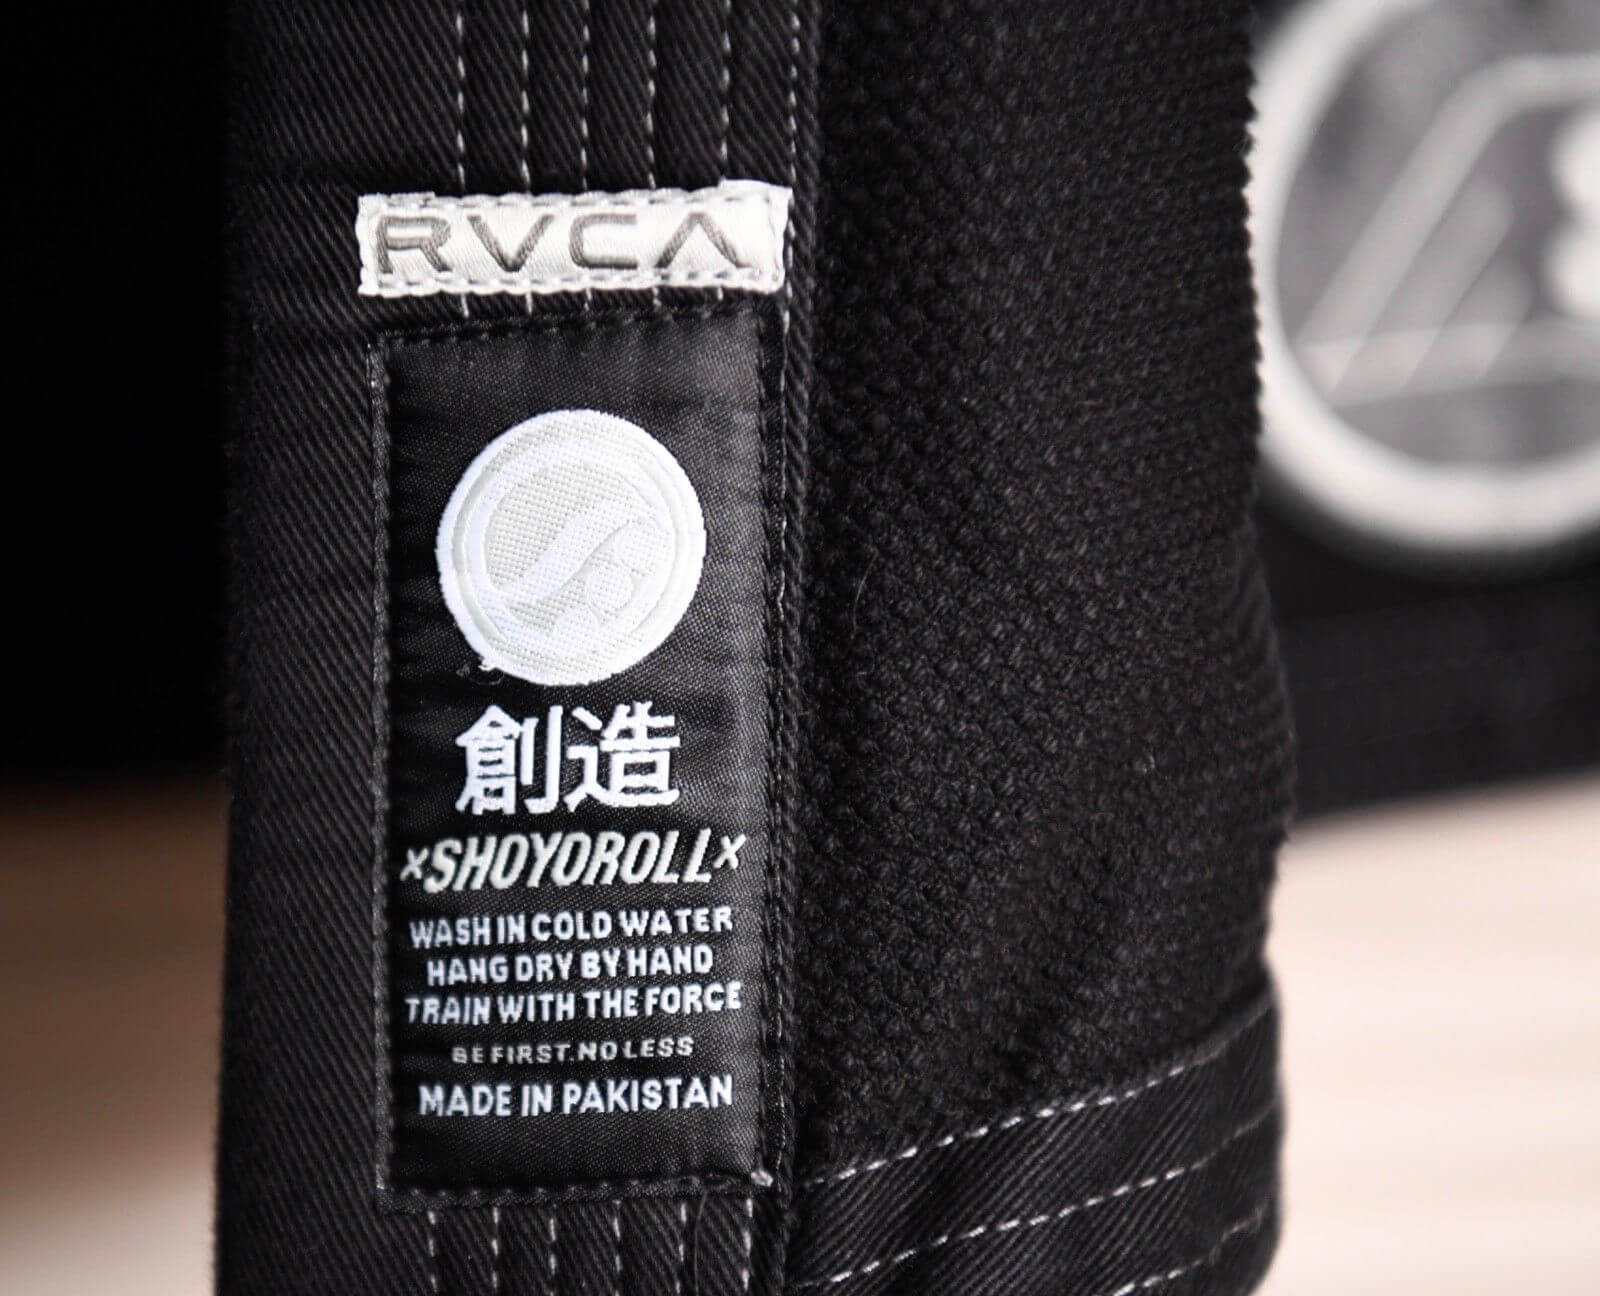 RVCA
創造
×SHOYOROLL×
WASH IN COLD WATER
HANG DRY BY HAND
TRAIN WITH THE FORCE
BE FIRST. NO LESS
MADE IN PAKISTAN